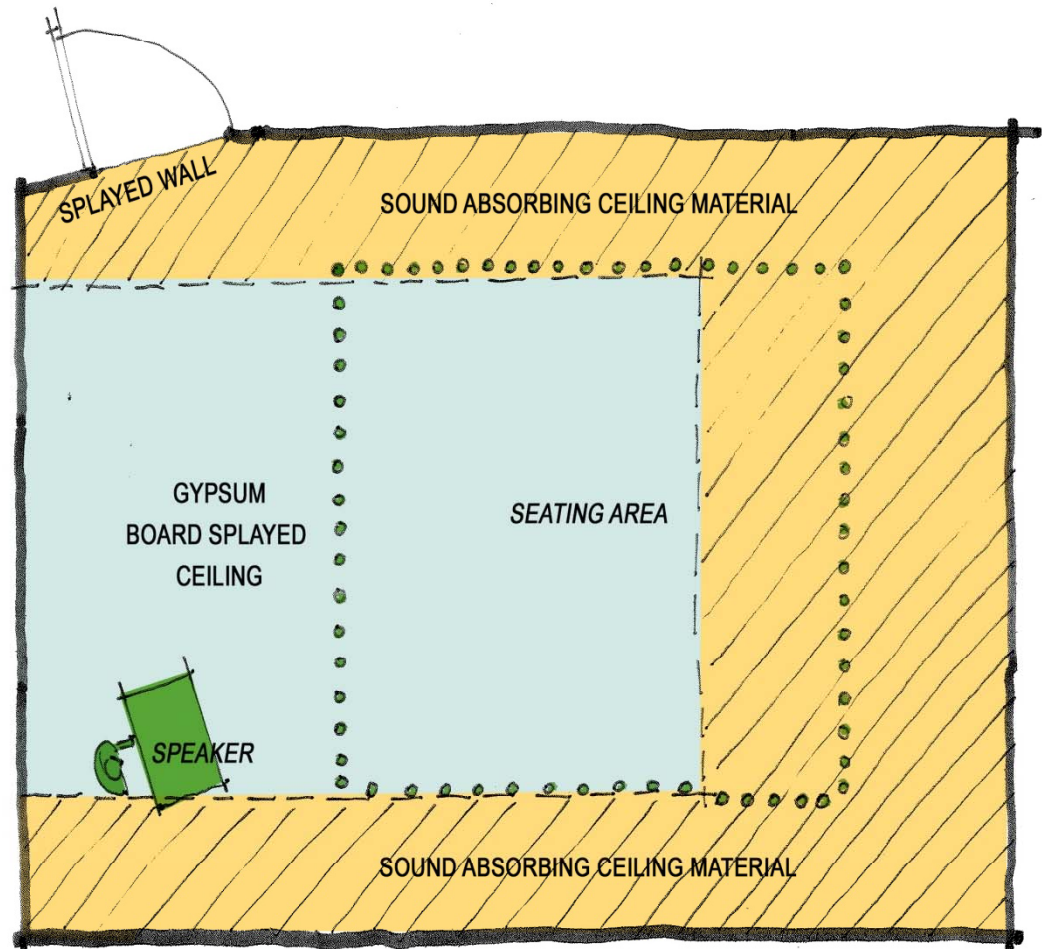 SPLAYED WALL
SOUND ABSORBING CEILING MATERIAL
GYPSUM
BOARD SPLAYED
CEILING
SEATING AREA
SPEAKER
SOUND ABSORBING CEILING MATERIAL